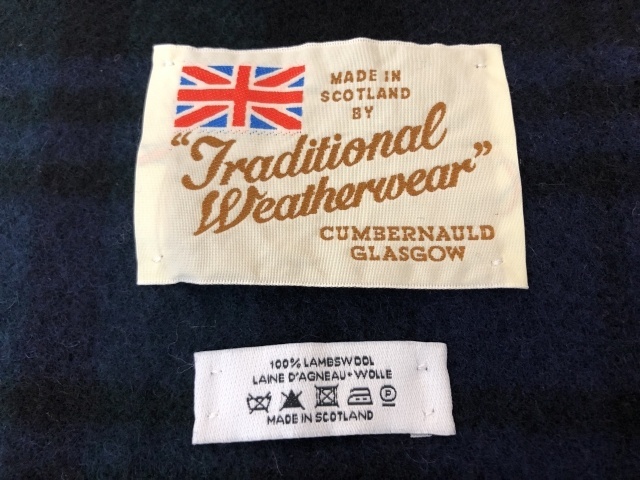 MADE IN
SCOTLAND
BY
"Traditional
Weatherwear"
CUMBERNAULD
GLASGOW
100% LAMBSWOOL
LAINE D'AGNEAU•WOLLE
P
MADE IN SCOTLAND